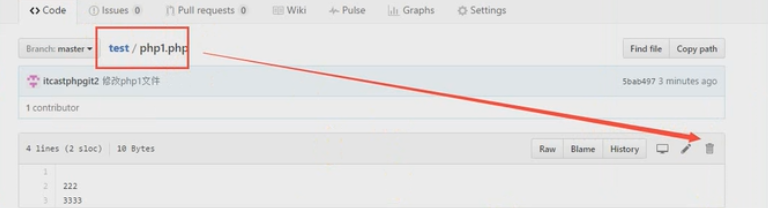 Code Issues 0 Pull requests 0 Wiki Pulse Graphs Settings
Branch: master test / php1.php Find file Copy path
itcastphpgit2 修改php1文件 5bab497 3 minutes ago
1 contributor
4 lines (2 sloc) 10 Bytes Raw Blame History
1
2 222
3 3333